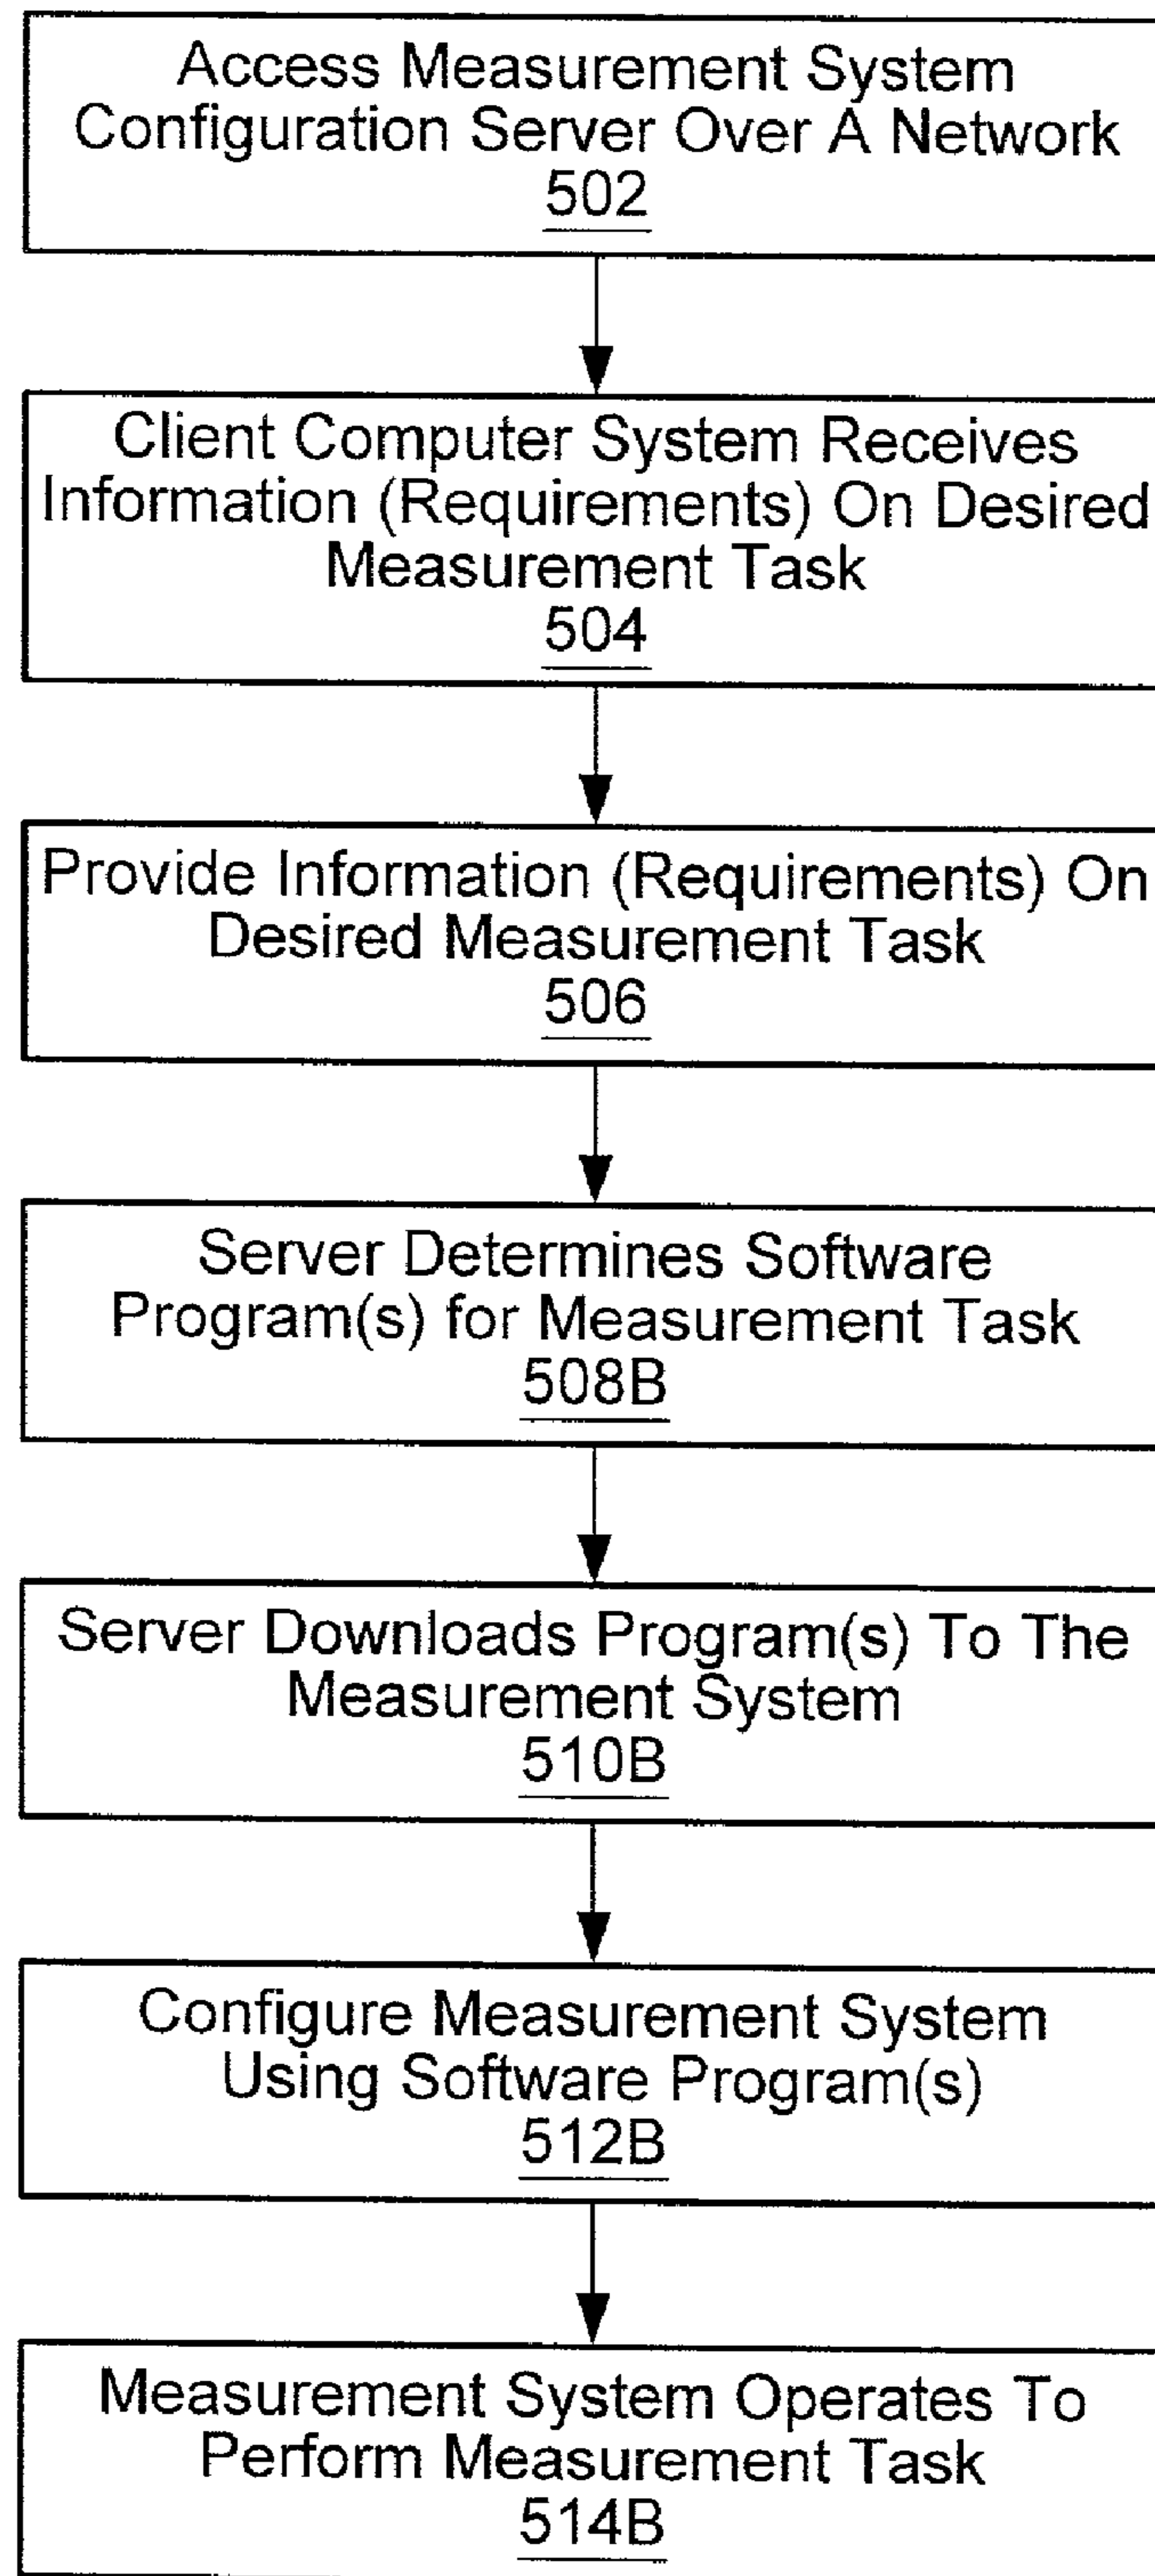 Access Measurement System
Configuration Server Over A Network
502
Client Computer System Receives
Information (Requirements) On Desired
Measurement Task
504
Provide Information (Requirements) On
Desired Measurement Task
506
Server Determines Software
Program(s) for Measurement Task
508B
Server Downloads Program(s) To The
Measurement System
510B
Configure Measurement System
Using Software Program(s)
512B
Measurement System Operates To
Perform Measurement Task
514B